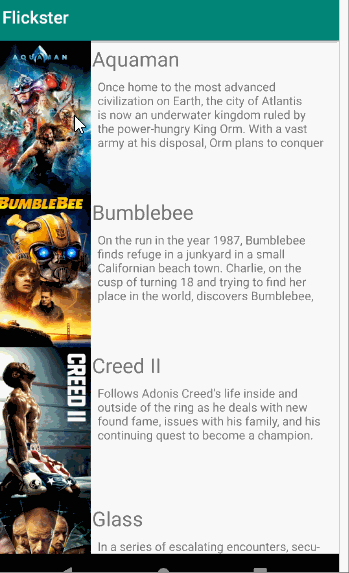 Flickster
AQUAMAN
Aquaman
Once home to the most advanced
civilization on Earth, the city of Atlantis
is now an underwater kingdom ruled by
the power-hungry King Orm. With a vast
army at his disposal, Orm plans to conquer
BUMBLEBEE
Bumblebee
On the run in the year 1987, Bumblebee
finds refuge in a junkyard in a small
Californian beach town. Charlie, on the
cusp of turning 18 and trying to find her
place in the world, discovers Bumblebee,
CREED II
Creed II
Follows Adonis Creed's life inside and
outside of the ring as he deals with new
found fame, issues with his family, and his
continuing quest to become a champion.
Glass
In a series of escalating encounters, secu-